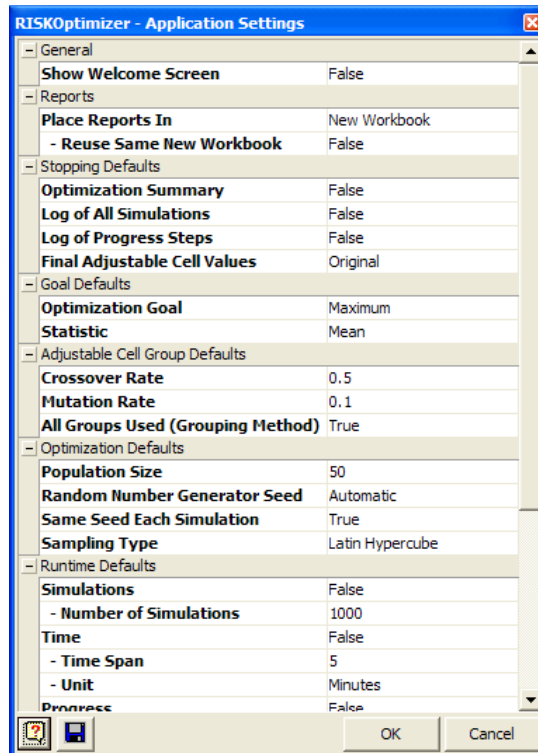 RISKOptimizer - Application Settings
General
Show Welcome Screen False
Reports
Place Reports In New Workbook
- Reuse Same New Workbook False
Stopping Defaults
Optimization Summary False
Log of All Simulations False
Log of Progress Steps False
Final Adjustable Cell Values Original
Goal Defaults
Optimization Goal Maximum
Statistic Mean
Adjustable Cell Group Defaults
Crossover Rate 0.5
Mutation Rate 0.1
All Groups Used (Grouping Method) True
Optimization Defaults
Population Size 50
Random Number Generator Seed Automatic
Same Seed Each Simulation True
Sampling Type Latin Hypercube
Runtime Defaults
Simulations False
- Number of Simulations 1000
Time False
- Time Span 5
- Unit Minutes
Progress False
OK Cancel